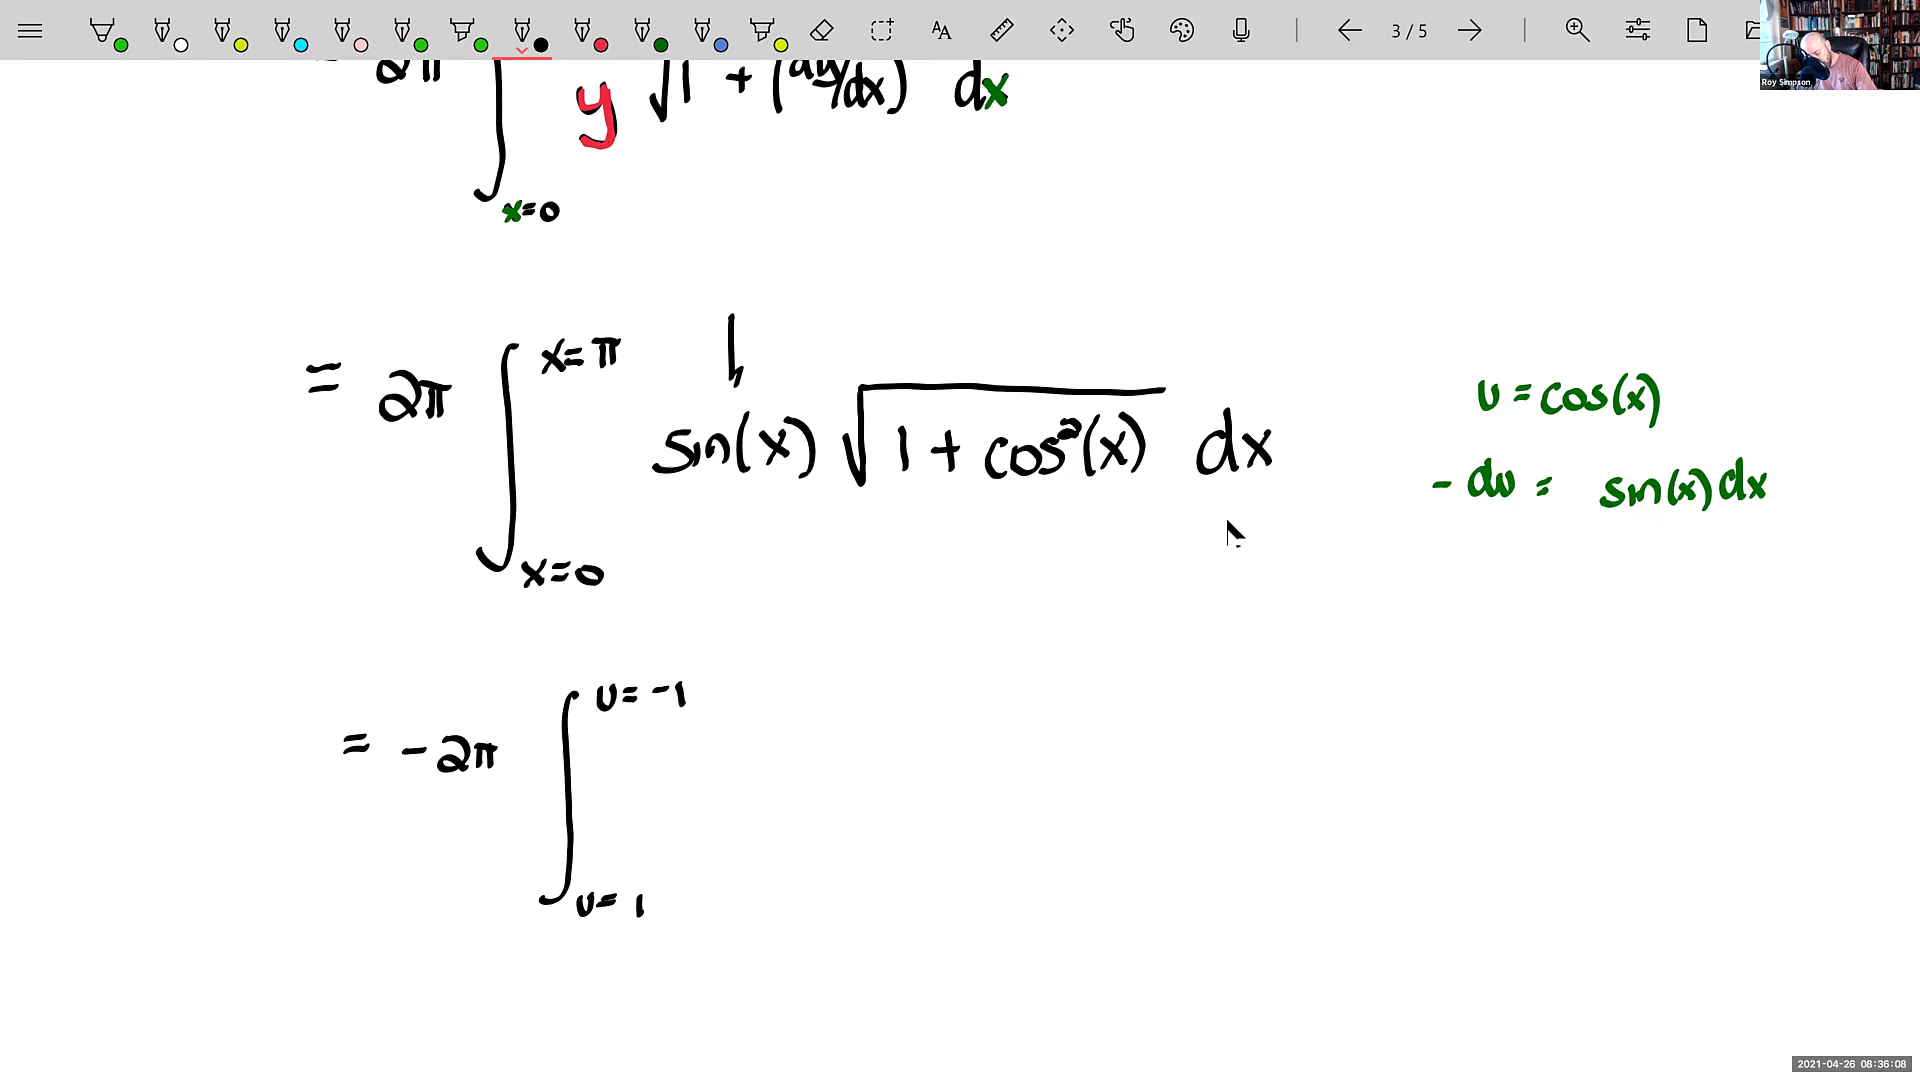 3 / 5
Roy Simpson
2π ∫ y √1 + (dy/dx) dx
x=0
= 2π ∫ x=π sin(x) √1 + cos²(x) dx
x=0
u = cos(x)
- du = sin(x) dx
= -2π ∫ u= -1
u= 1
2021-04-26 08:36:08